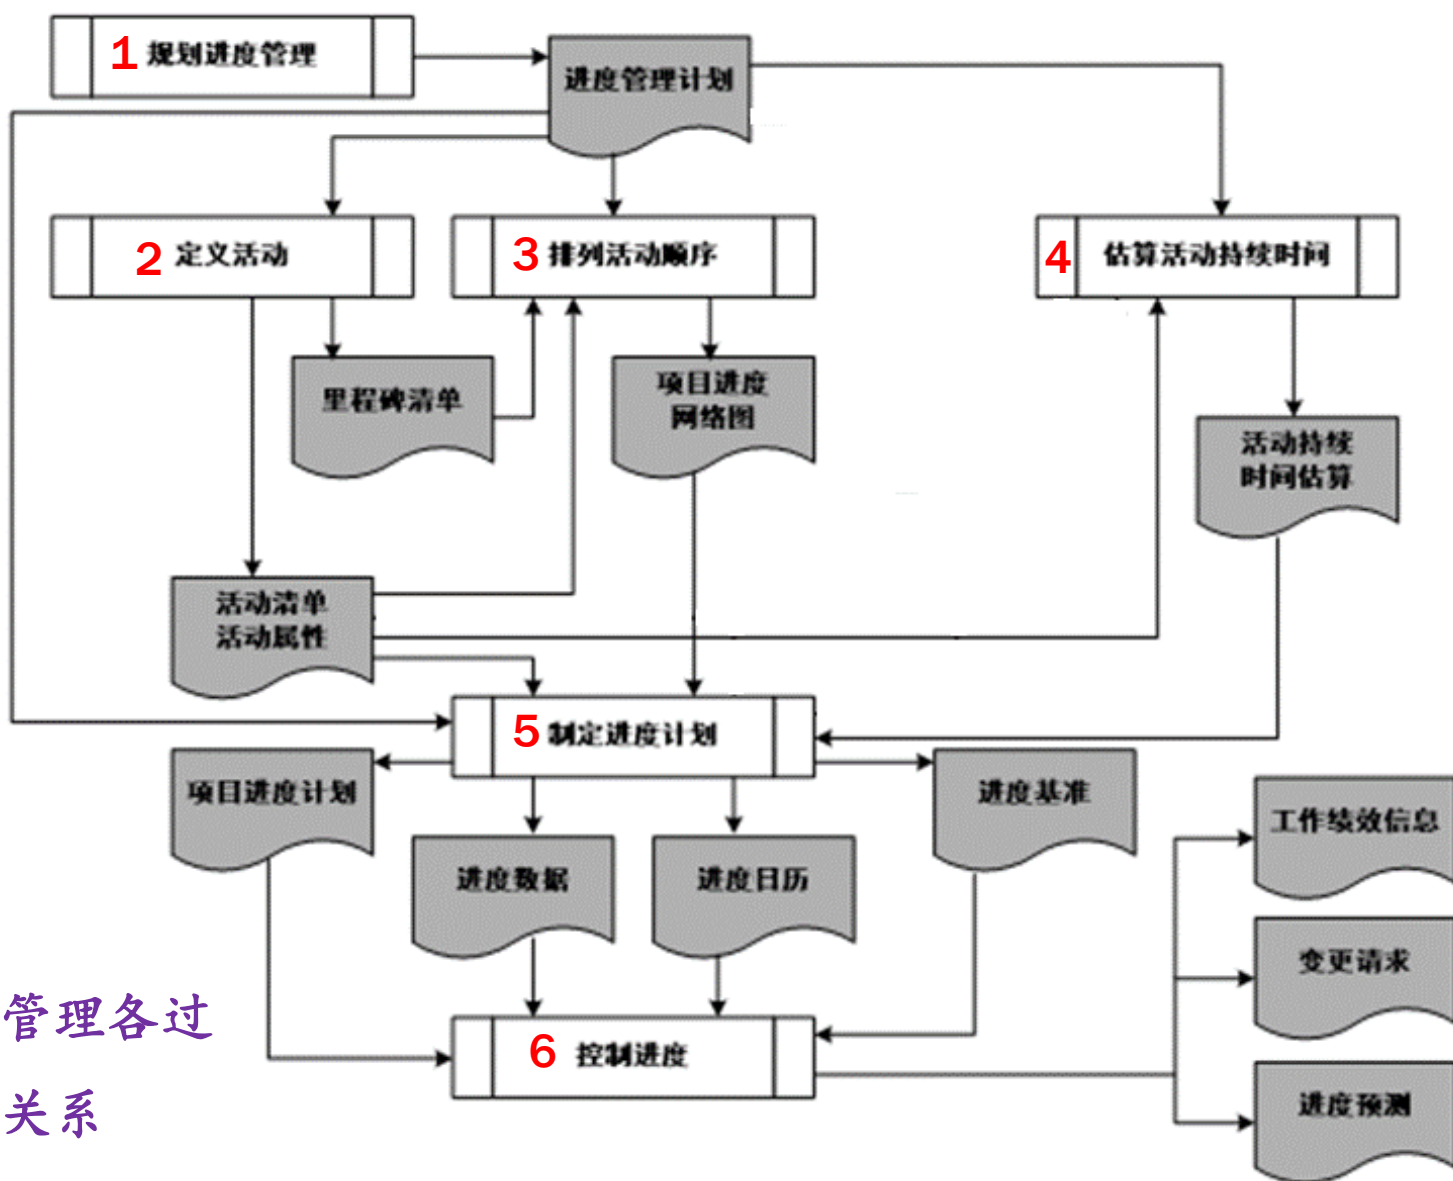 1 规划进度管理
进度管理计划
2 定义活动
3 排列活动顺序
4 估算活动持续时间
里程碑清单
项目进度
网络图
活动持续
时间估算
活动清单
活动属性
5 制定进度计划
项目进度计划
进度基准
工作绩效信息
进度数据
进度日历
变更请求
管理各过
6 控制进度
关系
进度预测